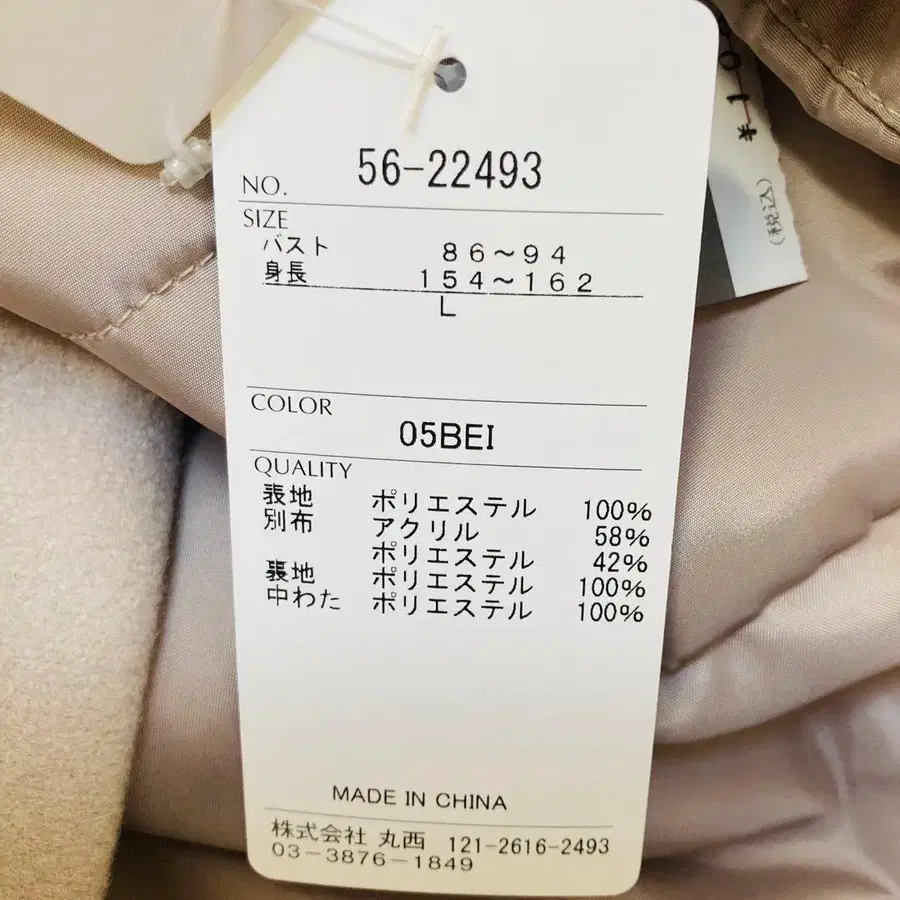 NO. 56-22493
SIZE
バスト 86～94
身長 154～162
L
COLOR
05BEI
QUALITY
表地 ポリエステル 100%
別布 アクリル 58%
ポリエステル 42%
裏地 ポリエステル 100%
中わた ポリエステル 100%
MADE IN CHINA
株式会社 丸西 121-2616-2493
03-3876-1849
(税込)